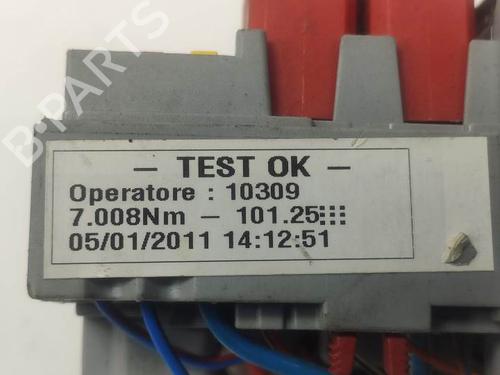 B-PARTS
— TEST OK —
Operatore : 10309
7.008Nm — 101.25
05/01/2011 14:12:51